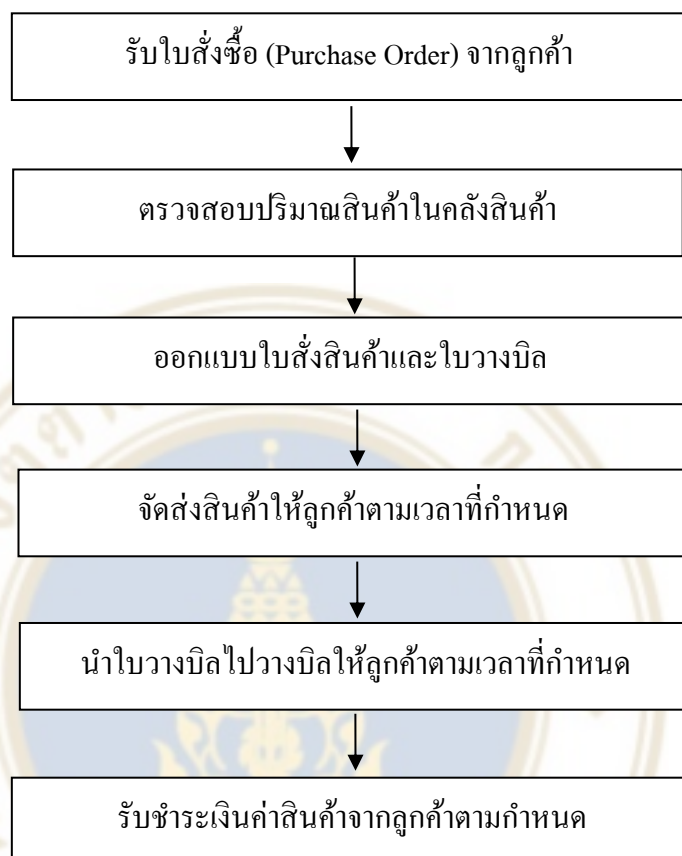 รับใบสั่งซื้อ (Purchase Order) จากลูกค้า
ตรวจสอบปริมาณสินค้าในคลังสินค้า
ออกแบบใบสั่งสินค้าและใบวางบิล
จัดส่งสินค้าให้ลูกค้าตามเวลาที่กำหนด
นำใบวางบิลไปวางบิลให้ลูกค้าตามเวลาที่กำหนด
รับชำระเงินค่าสินค้าจากลูกค้าตามกำหนด